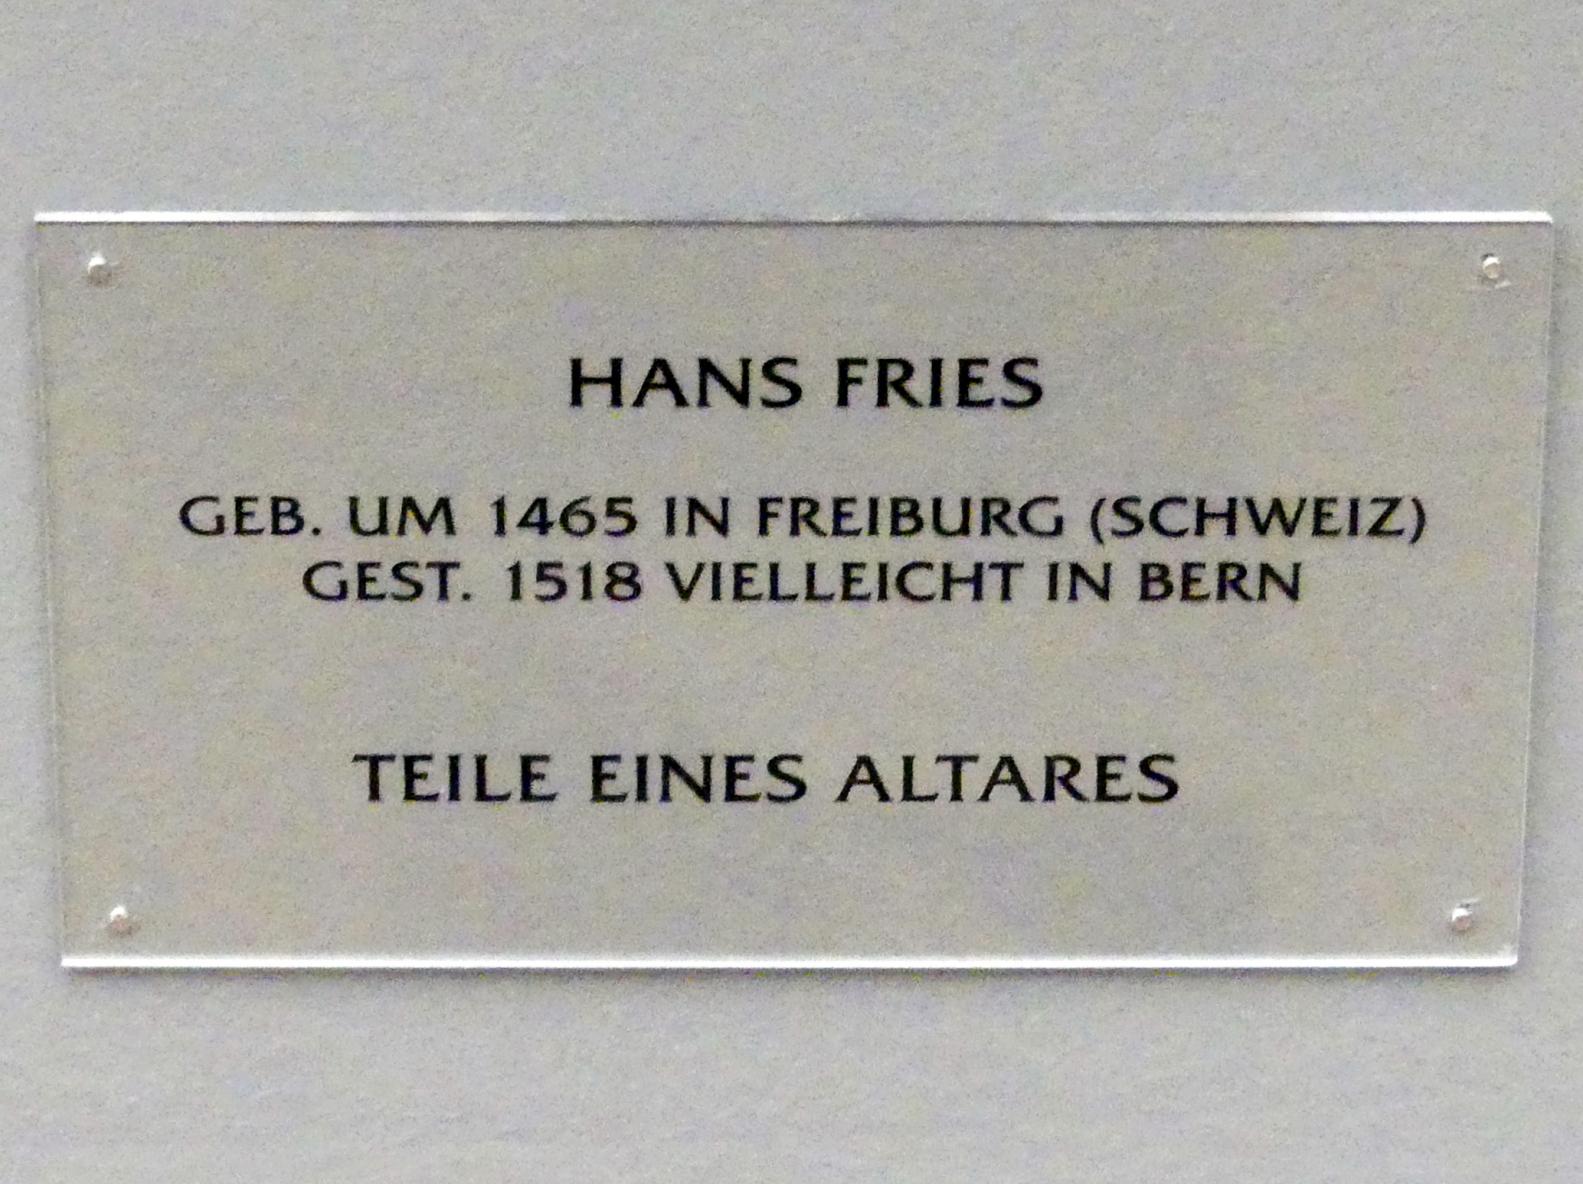 HANS FRIES
GEB. UM 1465 IN FREIBURG (SCHWEIZ)
GEST. 1518 VIELLEICHT IN BERN
TEILE EINES ALTARES